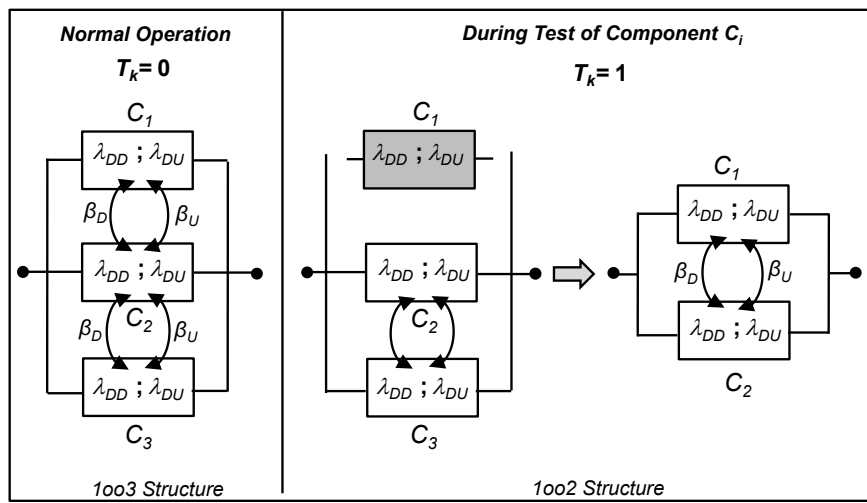 Normal Operation
T_k= 0
C_1
λ_DD ; λ_DU
β_D β_U
λ_DD ; λ_DU
C_2
β_D β_U
λ_DD ; λ_DU
C_3
1oo3 Structure
During Test of Component C_i
T_k= 1
C_1
λ_DD ; λ_DU
λ_DD ; λ_DU
C_2
λ_DD ; λ_DU
C_3
C_1
λ_DD ; λ_DU
β_D β_U
λ_DD ; λ_DU
C_2
1oo2 Structure